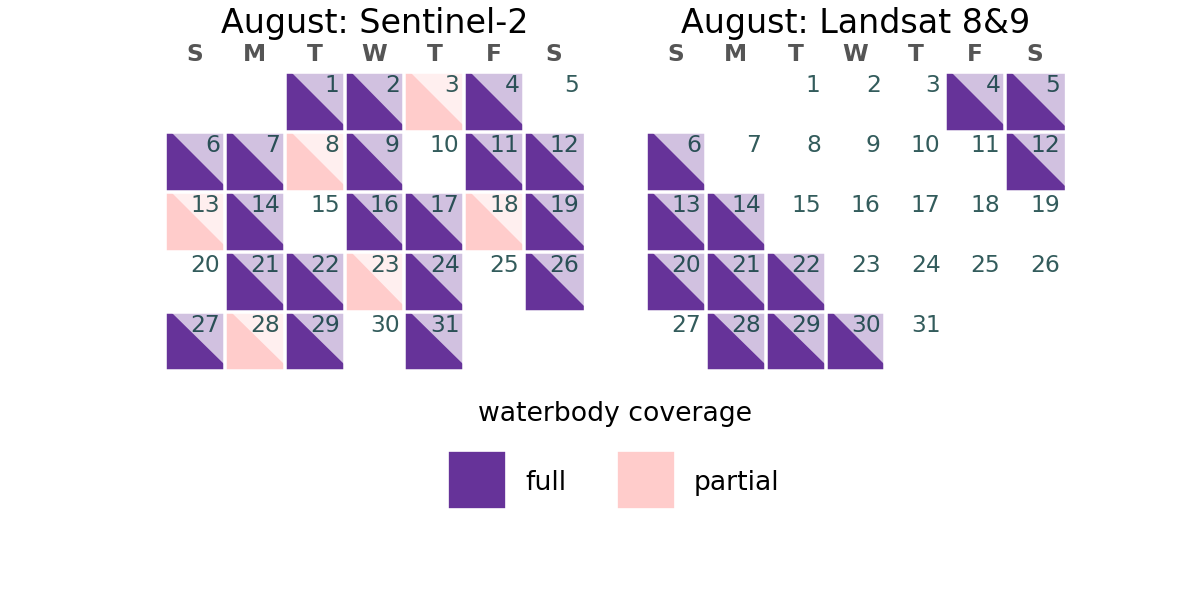 August: Sentinel-2
S M T W T F S
1 2 3 4 5
6 7 8 9 10 11 12
13 14 15 16 17 18 19
20 21 22 23 24 25 26
27 28 29 30 31
August: Landsat 8&9
S M T W T F S
1 2 3 4 5
6 7 8 9 10 11 12
13 14 15 16 17 18 19
20 21 22 23 24 25 26
27 28 29 30 31
waterbody coverage
full
partial